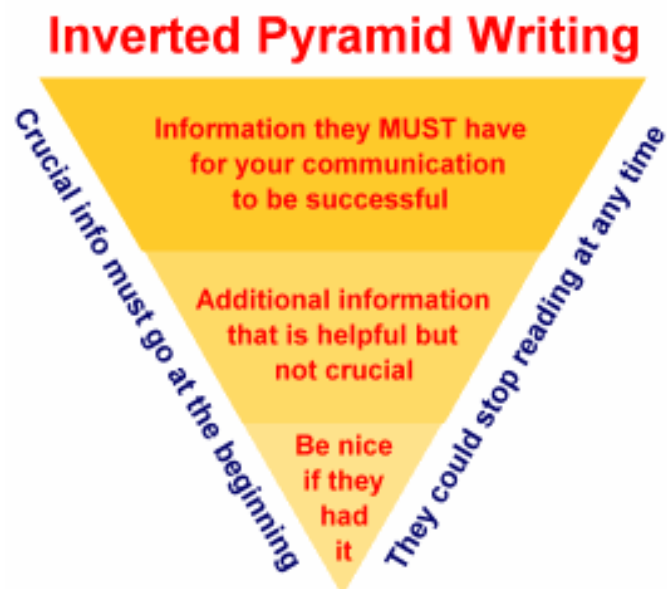 Inverted Pyramid Writing
Crucial info must go at the beginning
Information they MUST have
for your communication
to be successful
Additional information
that is helpful but
not crucial
Be nice
if they
had
it
They could stop reading at any time